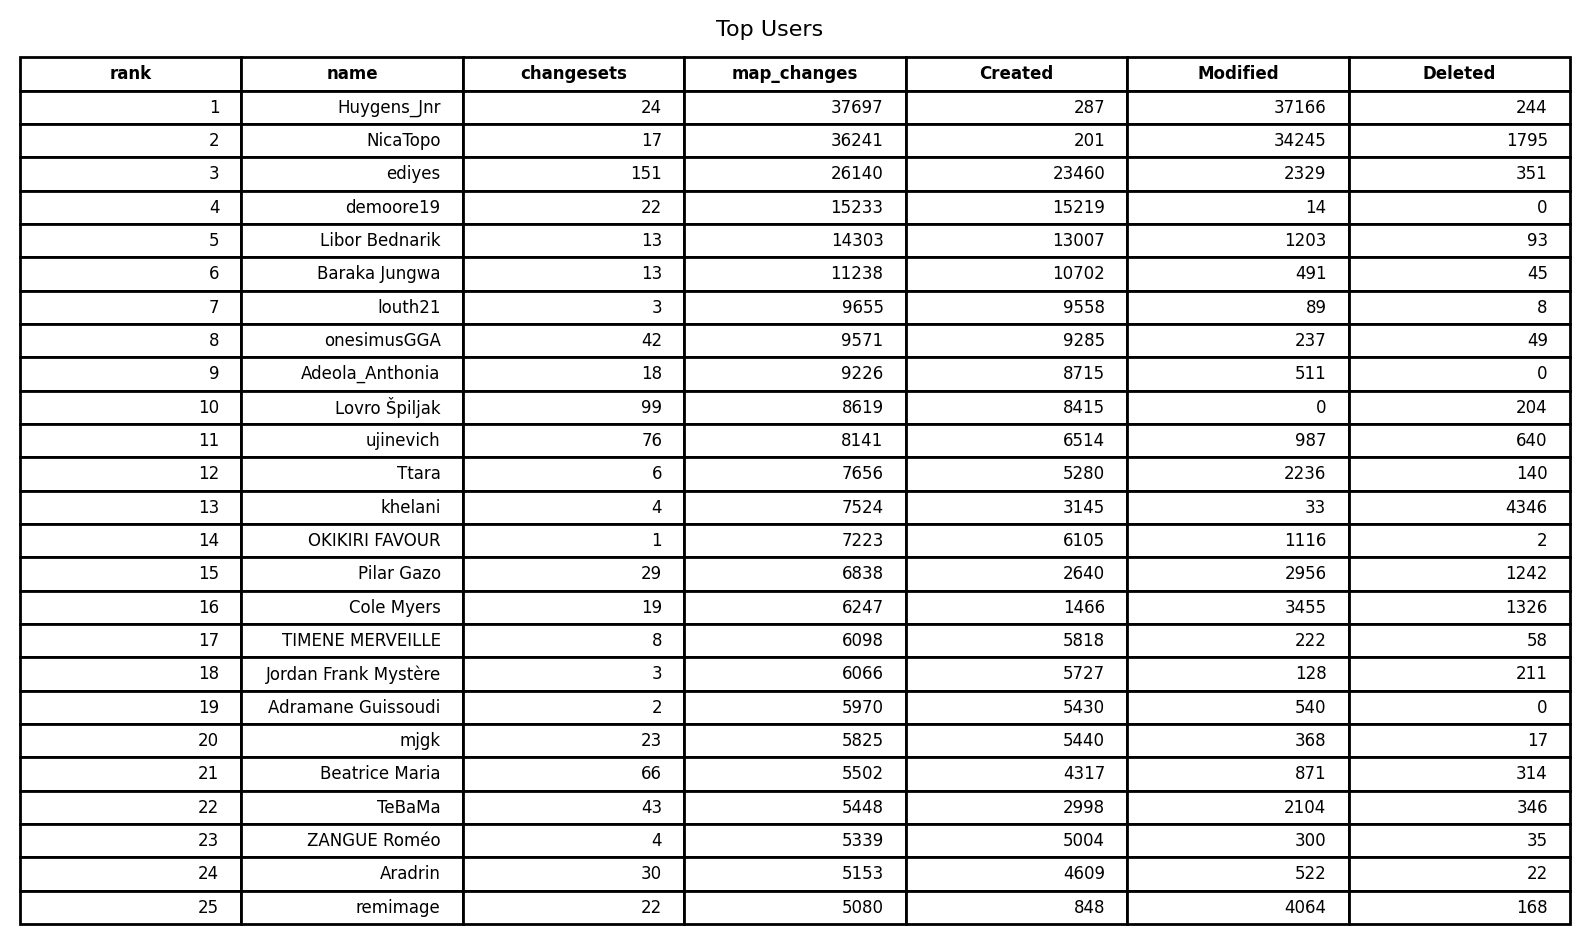 Top Users
rank name changesets map_changes Created Modified Deleted
1 Huygens_Jnr 24 37697 287 37166 244
2 NicaTopo 17 36241 201 34245 1795
3 ediyes 151 26140 23460 2329 351
4 demoore19 22 15233 15219 14 0
5 Libor Bednarik 13 14303 13007 1203 93
6 Baraka Jungwa 13 11238 10702 491 45
7 louth21 3 9655 9558 89 8
8 onesimusGGA 42 9571 9285 237 49
9 Adeola_Anthonia 18 9226 8715 511 0
10 Lovro Špiljak 99 8619 8415 0 204
11 ujinevich 76 8141 6514 987 640
12 Ttara 6 7656 5280 2236 140
13 khelani 4 7524 3145 33 4346
14 OKIKIRI FAVOUR 1 7223 6105 1116 2
15 Pilar Gazo 29 6838 2640 2956 1242
16 Cole Myers 19 6247 1466 3455 1326
17 TIMENE MERVEILLE 8 6098 5818 222 58
18 Jordan Frank Mystère 3 6066 5727 128 211
19 Adramane Guissoudi 2 5970 5430 540 0
20 mjgk 23 5825 5440 368 17
21 Beatrice Maria 66 5502 4317 871 314
22 TeBaMa 43 5448 2998 2104 346
23 ZANGUE Roméo 4 5339 5004 300 35
24 Aradrin 30 5153 4609 522 22
25 remimage 22 5080 848 4064 168